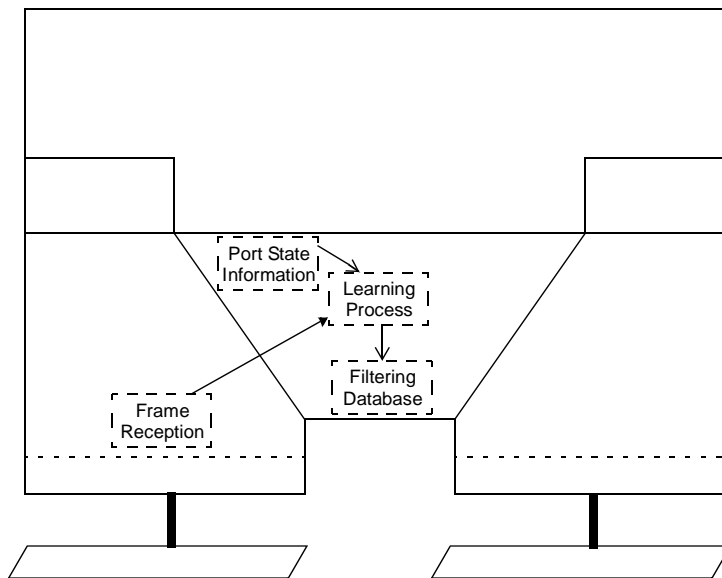 Port State
Information
Learning
Process
Filtering
Database
Frame
Reception